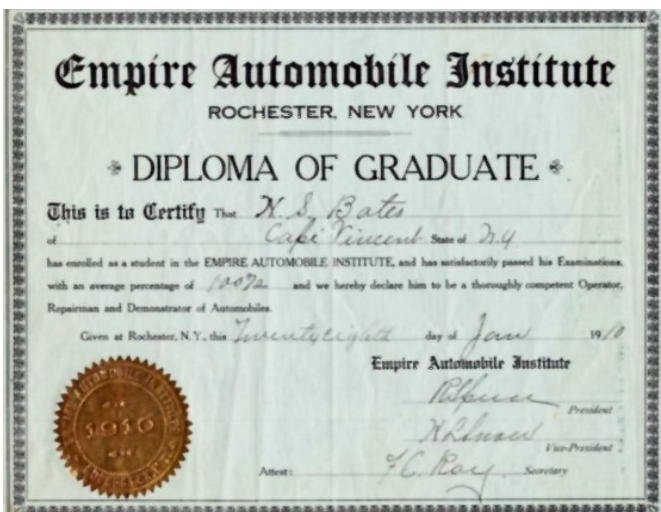 Empire Automobile Institute
ROCHESTER, NEW YORK
DIPLOMA OF GRADUATE
This is to Certify That H. S. Bates
of Cape Vincent State of N.Y
has enrolled as a student in the EMPIRE AUTOMOBILE INSTITUTE, and has satisfactorily passed his Examinations,
with an average percentage of 100% and we hereby declare him to be a thoroughly competent Operator,
Repairman and Demonstrator of Automobiles.
Given at Rochester, N.Y., this Twentyeighth day of Jan 1910
Empire Automobile Institute
President
Vice-President
Attest: F. C. Ray Secretary
AUTOMOBILE INSTITUTE
1910